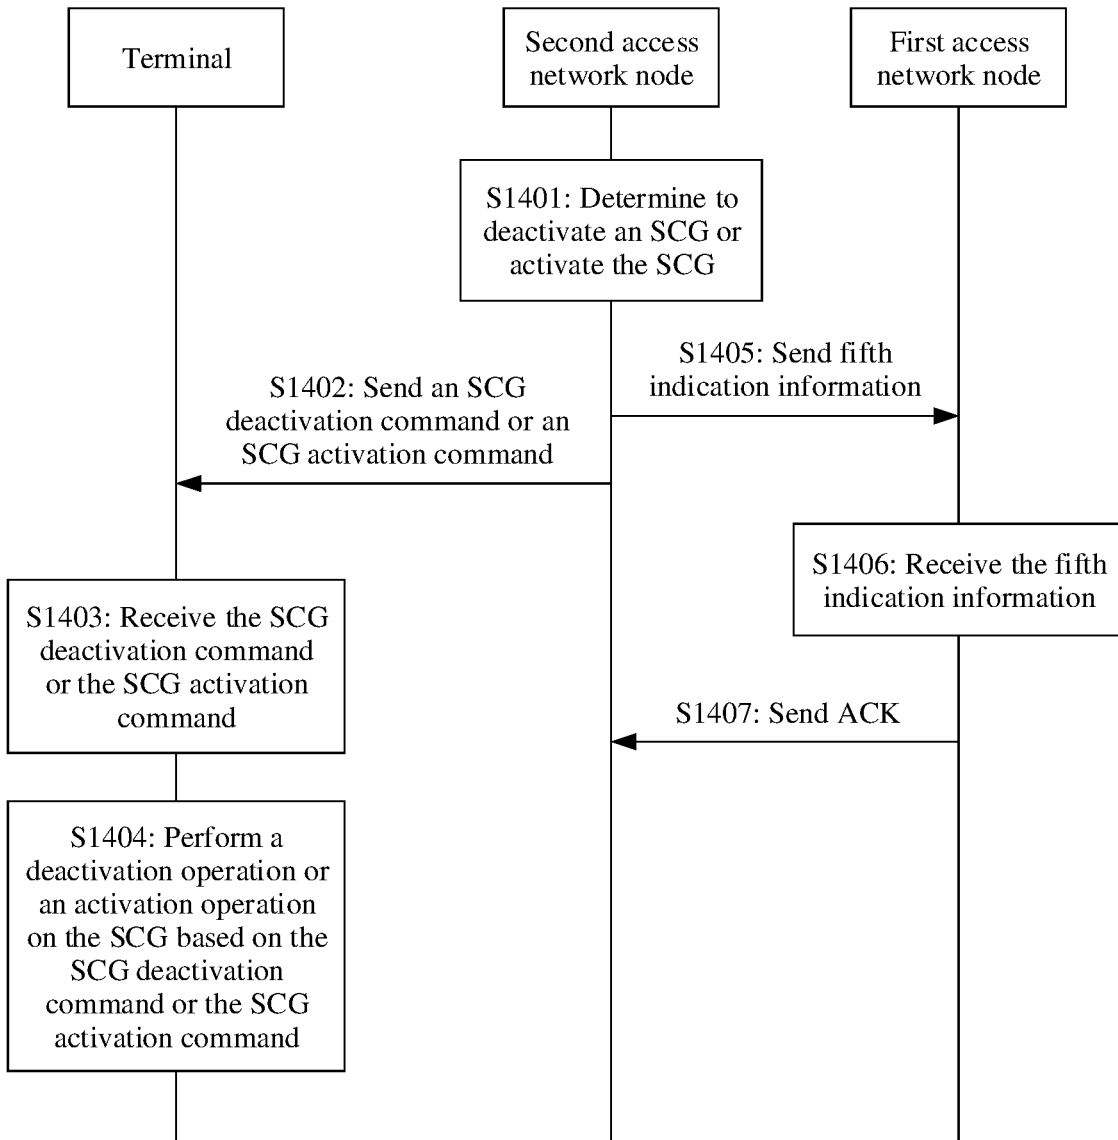 Terminal
Second access
network node
First access
network node
S1401: Determine to
deactivate an SCG or
activate the SCG
S1405: Send fifth
indication information
S1402: Send an SCG
deactivation command or an
SCG activation command
S1406: Receive the fifth
indication information
S1403: Receive the SCG
deactivation command
or the SCG activation
command
S1407: Send ACK
S1404: Perform a
deactivation operation or
an activation operation
on the SCG based on the
SCG deactivation
command or the SCG
activation command